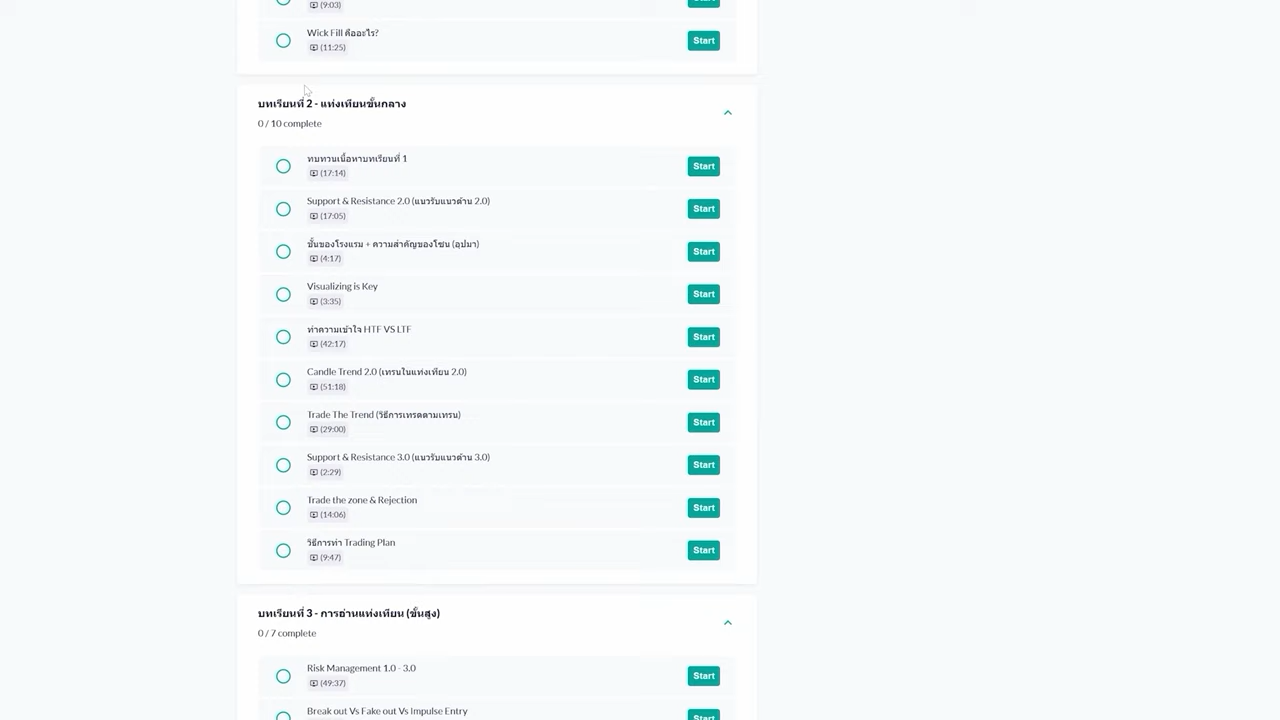 (9:03)
Wick Fill คืออะไร?
Start
(11:25)
บทเรียนที่ 2 - แท่งเทียนขั้นกลาง
0 / 10 complete
ทบทวนเนื้อหาบทเรียนที่ 1
Start
(17:14)
Support & Resistance 2.0 (แนวรับแนวต้าน 2.0)
Start
(17:05)
ชั้นของโรงแรม + ความสำคัญของโซน (อุปมา)
Start
(4:17)
Visualizing is Key
Start
(3:35)
ทำความเข้าใจ HTF VS LTF
Start
(42:17)
Candle Trend 2.0 (เทรนในแท่งเทียน 2.0)
Start
(51:18)
Trade The Trend (วิธีการเทรดตามเทรน)
Start
(29:00)
Support & Resistance 3.0 (แนวรับแนวต้าน 3.0)
Start
(2:29)
Trade the zone & Rejection
Start
(14:06)
วิธีการทำ Trading Plan
Start
(9:47)
บทเรียนที่ 3 - การอ่านแท่งเทียน (ขั้นสูง)
0 / 7 complete
Risk Management 1.0 - 3.0
Start
(49:37)
Break out Vs Fake out Vs Impulse Entry
Start